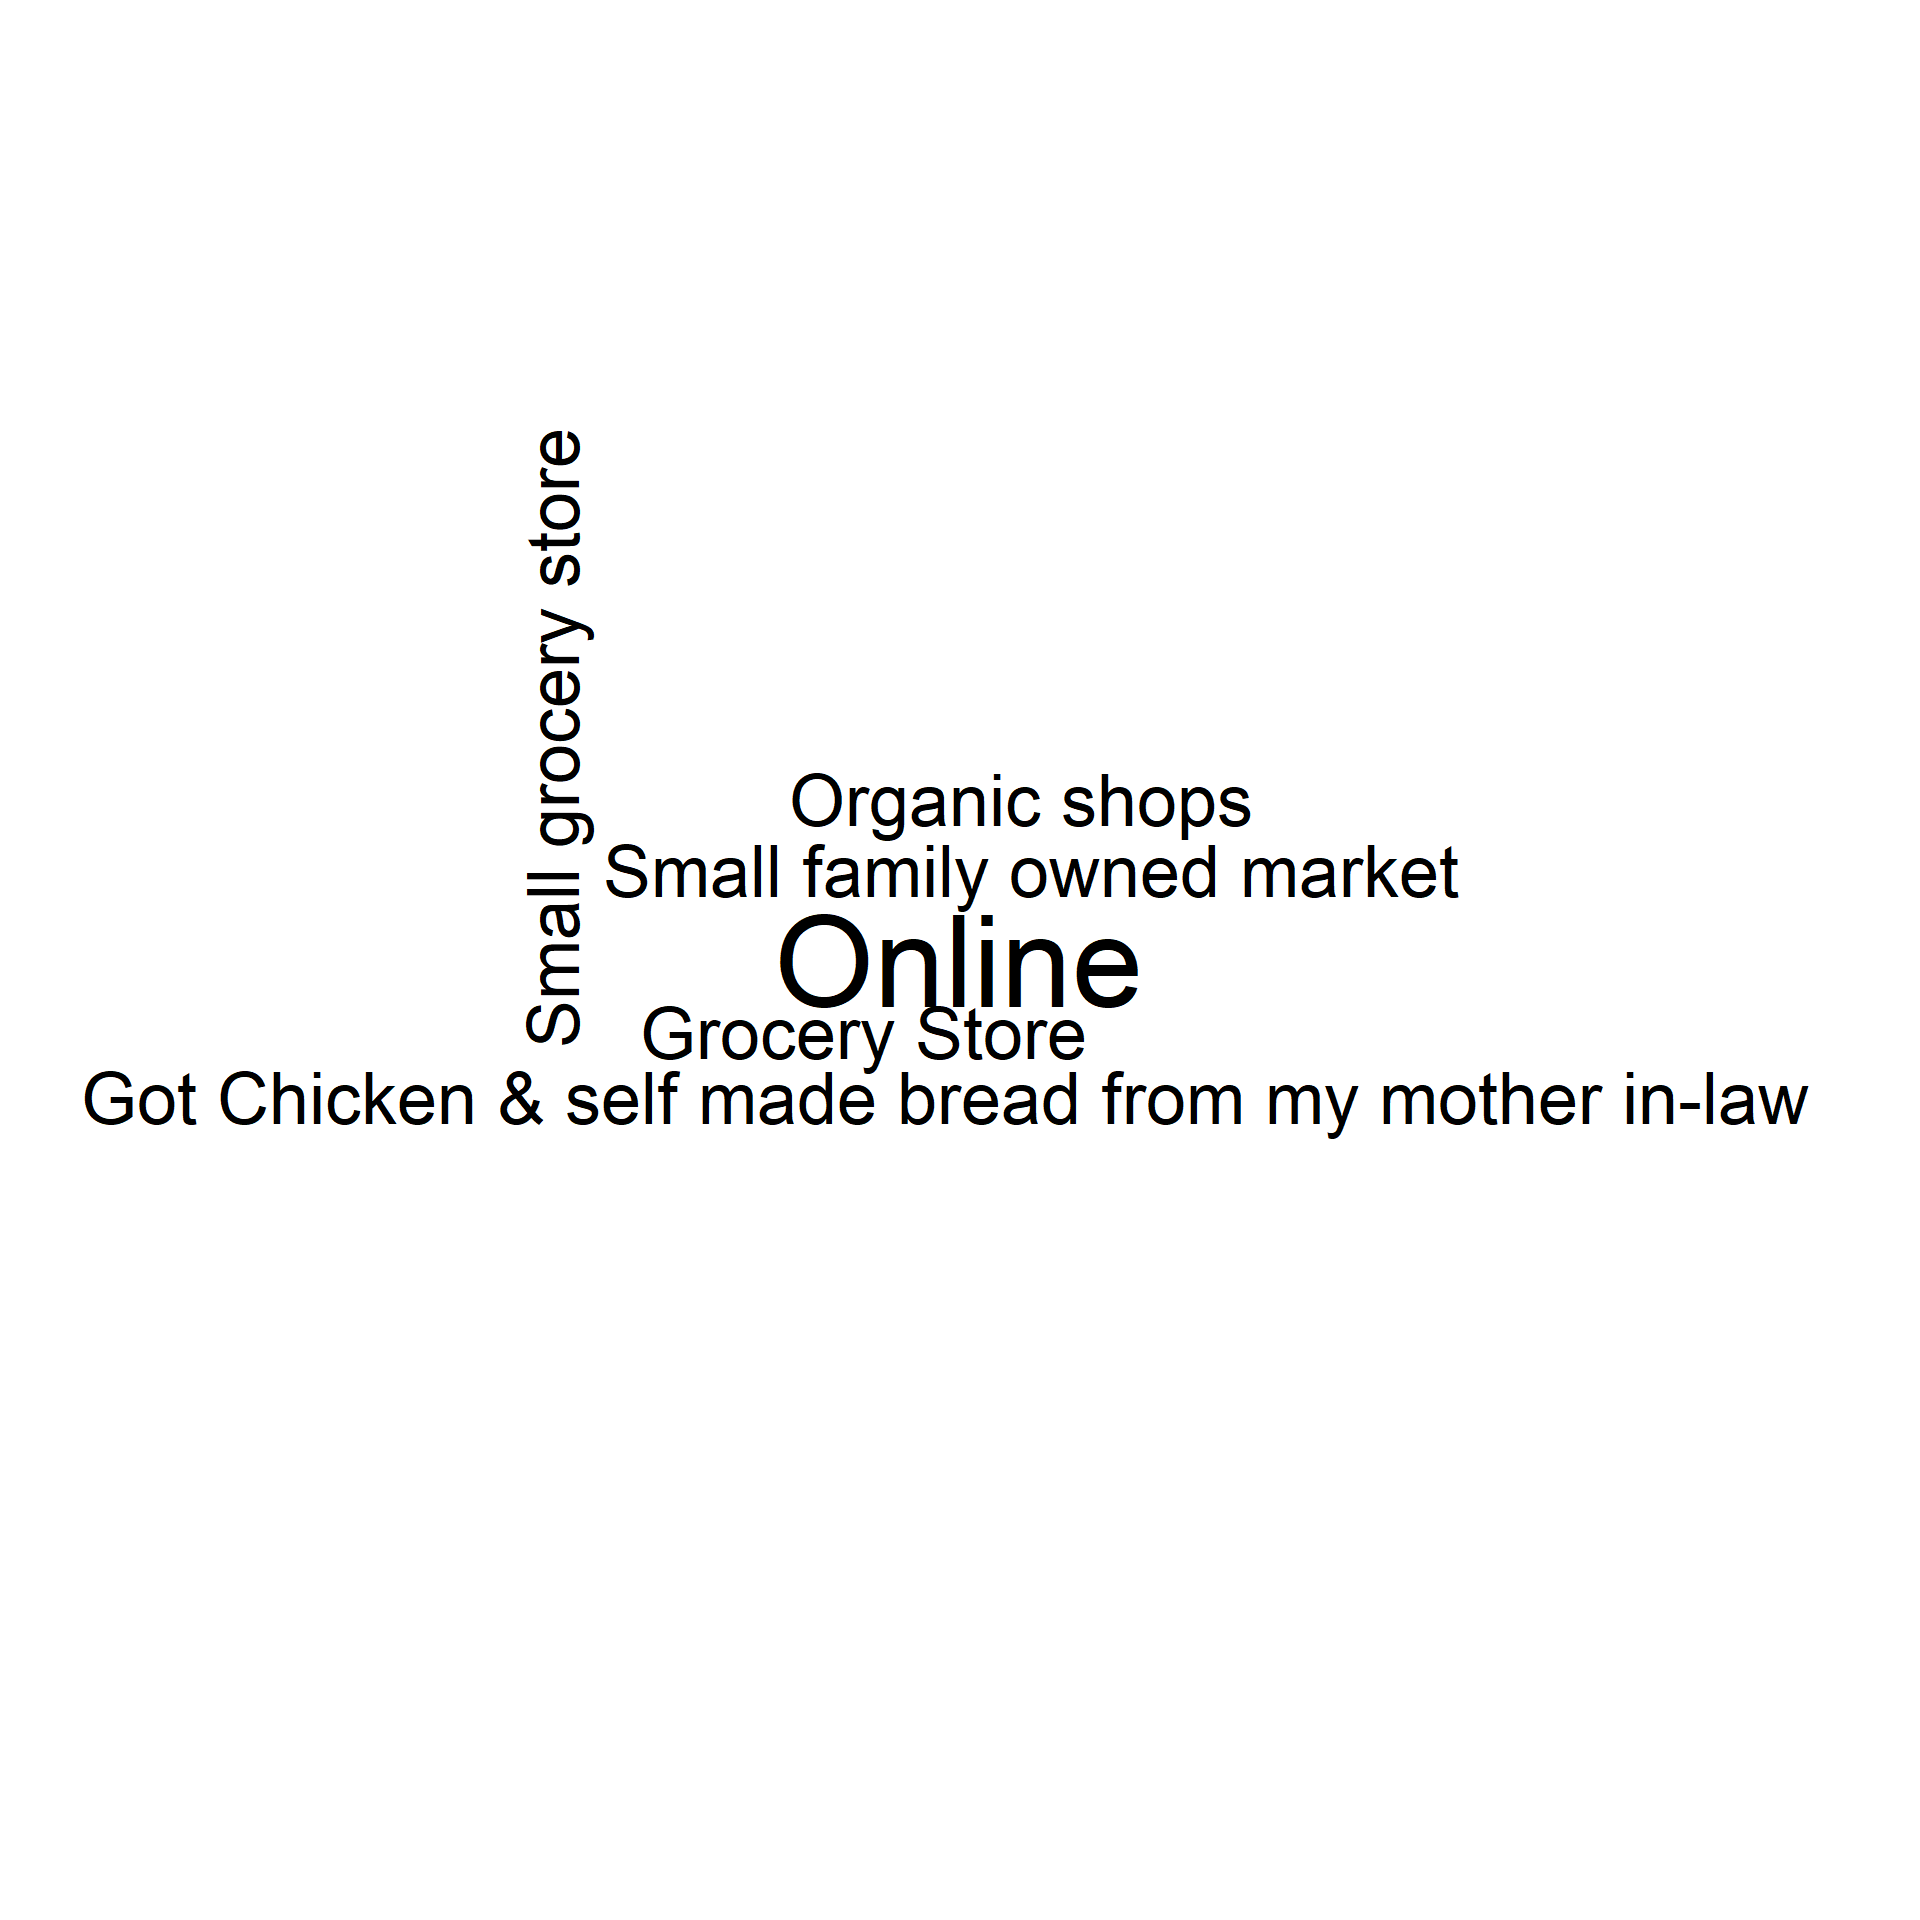 Small grocery store
Organic shops
Small family owned market
Online
Grocery Store
Got Chicken & self made bread from my mother in-law